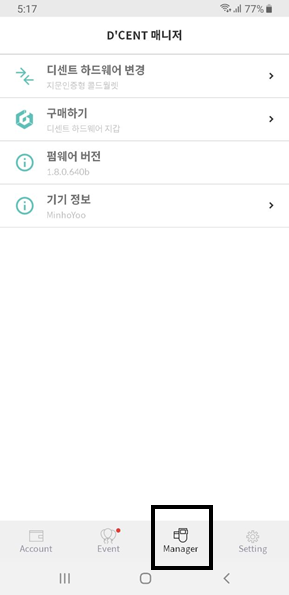 5:17
77%
D'CENT 매니저
디센트 하드웨어 변경
지문인증형 콜드월렛
구매하기
디센트 하드웨어 지갑
펌웨어 버전
1.8.0.640b
기기 정보
MinhoYoo
Account
Event
Manager
Setting